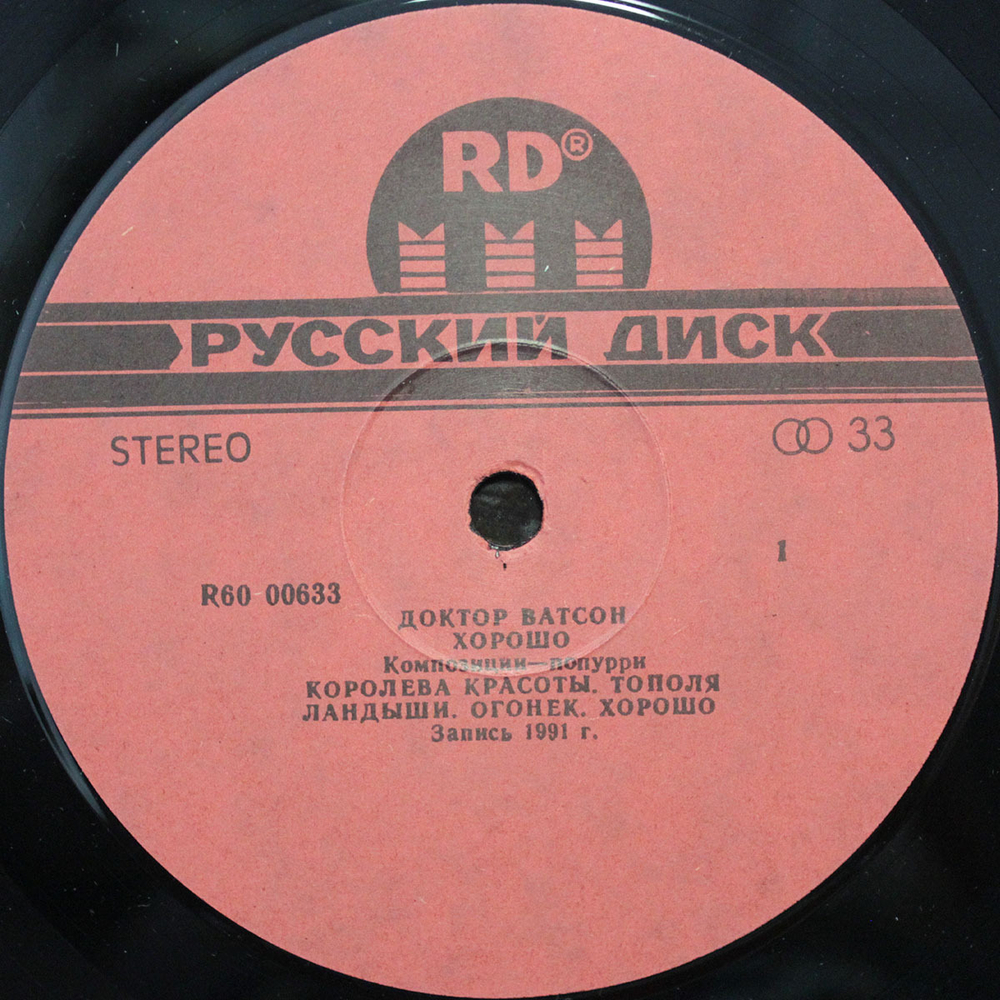 RD®
РУССКИЙ ДИСК
STEREO
33
1
R60 00633
ДОКТОР ВАТСОН
ХОРОШО
Композиции—попурри
КОРОЛЕВА КРАСОТЫ. ТОПОЛЯ
ЛАНДЫШИ. ОГОНЕК. ХОРОШО
Запись 1991 г.